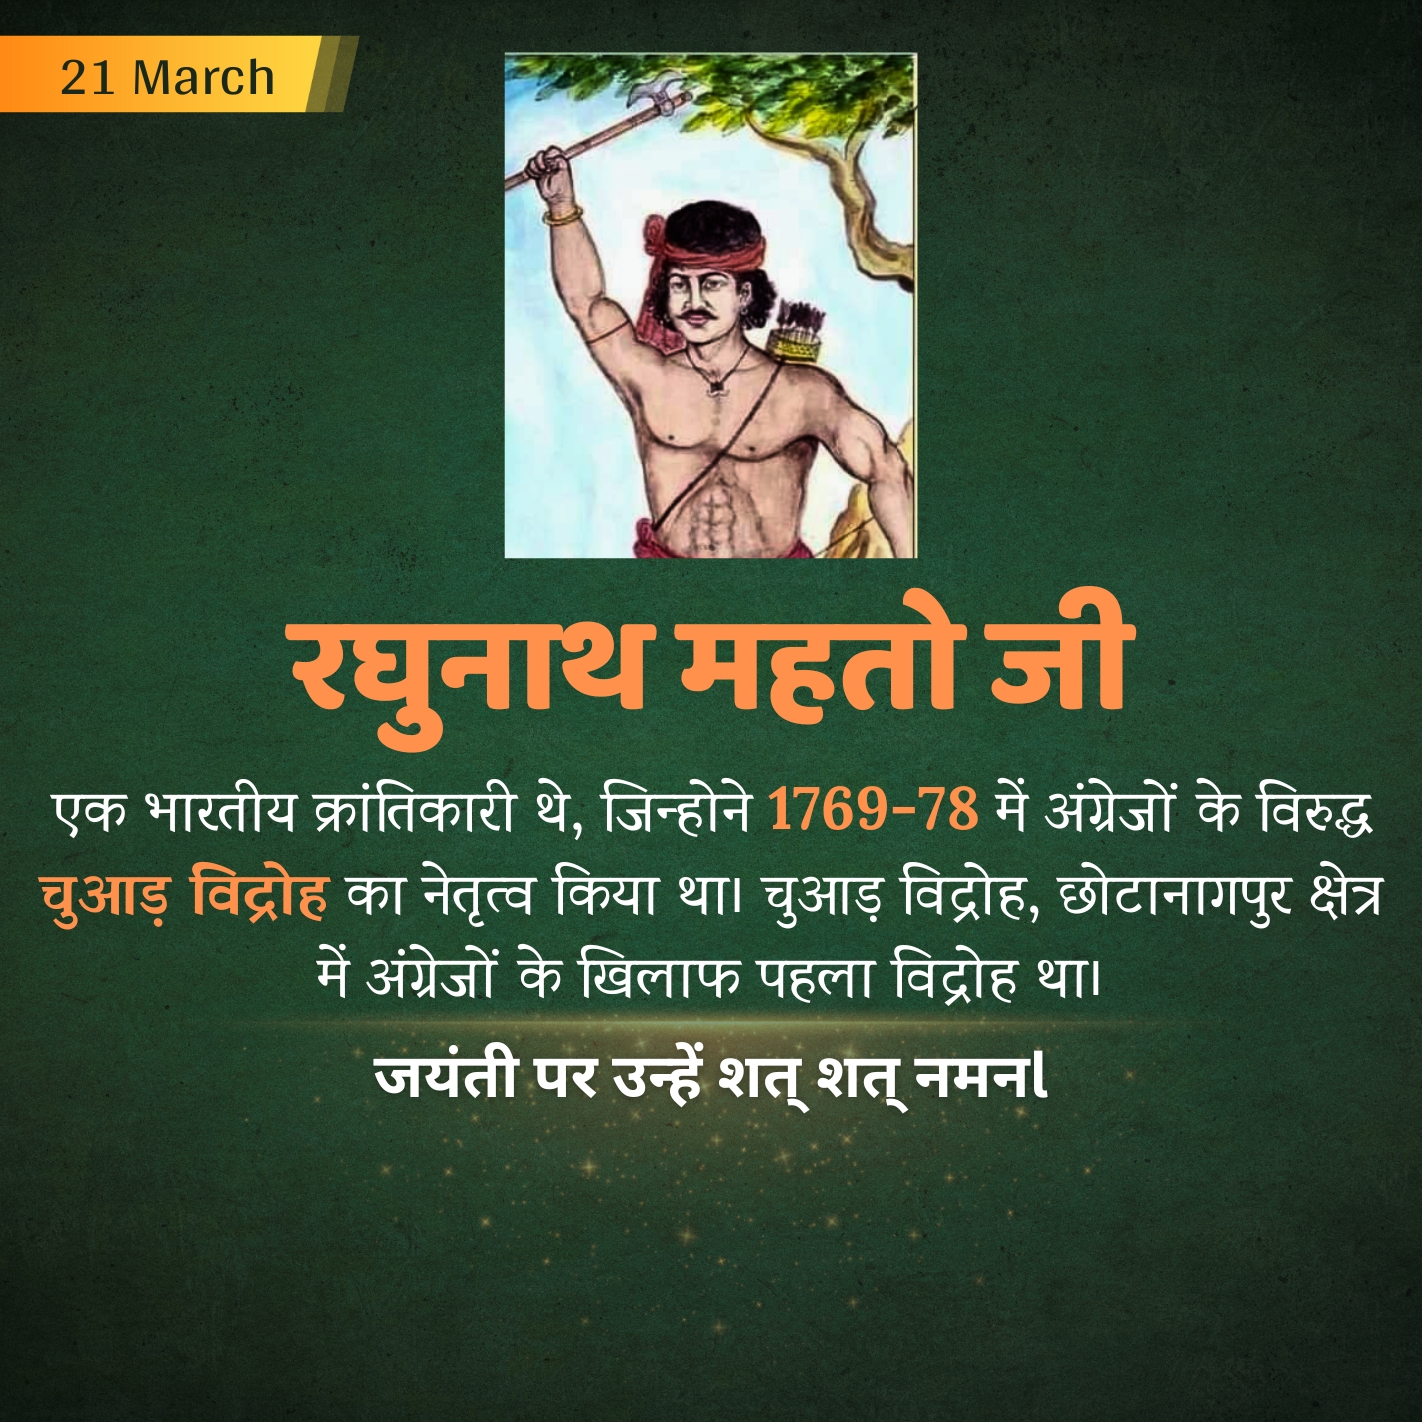 21 March
रघुनाथ महतो जी
एक भारतीय क्रांतिकारी थे, जिन्होने 1769-78 में अंग्रेजों के विरुद्ध
चुआड़ विद्रोह का नेतृत्व किया था। चुआड़ विद्रोह, छोटानागपुर क्षेत्र
में अंग्रेजों के खिलाफ पहला विद्रोह था।
जयंती पर उन्हें शत् शत् नमन।